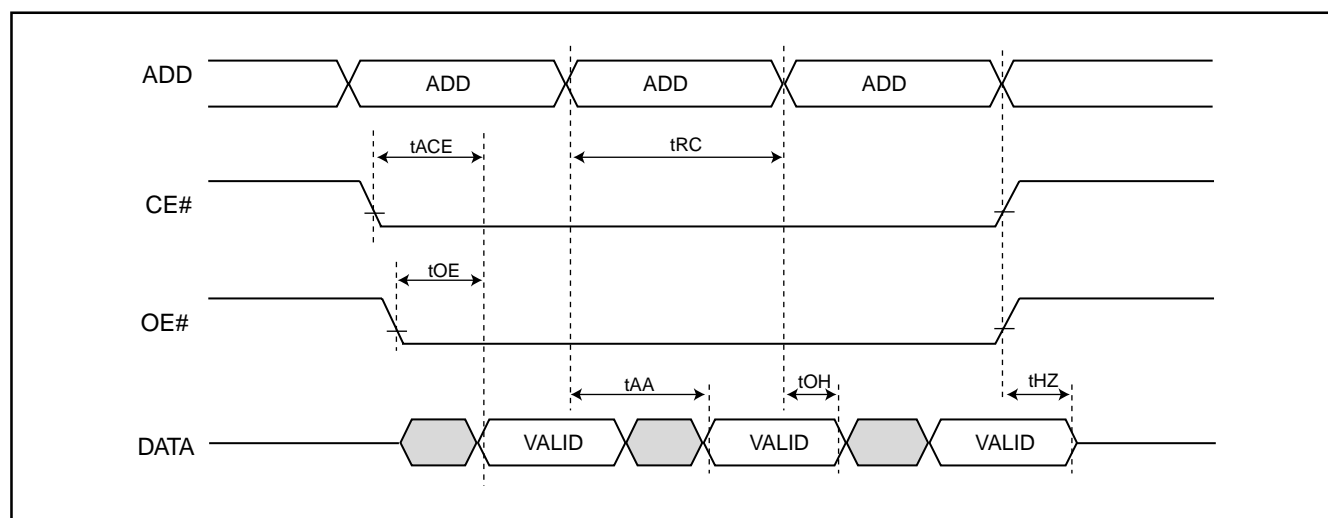 ADD ADD ADD ADD
tACE tRC
CE#
tOE
OE#
tAA tOH tHZ
DATA VALID VALID VALID